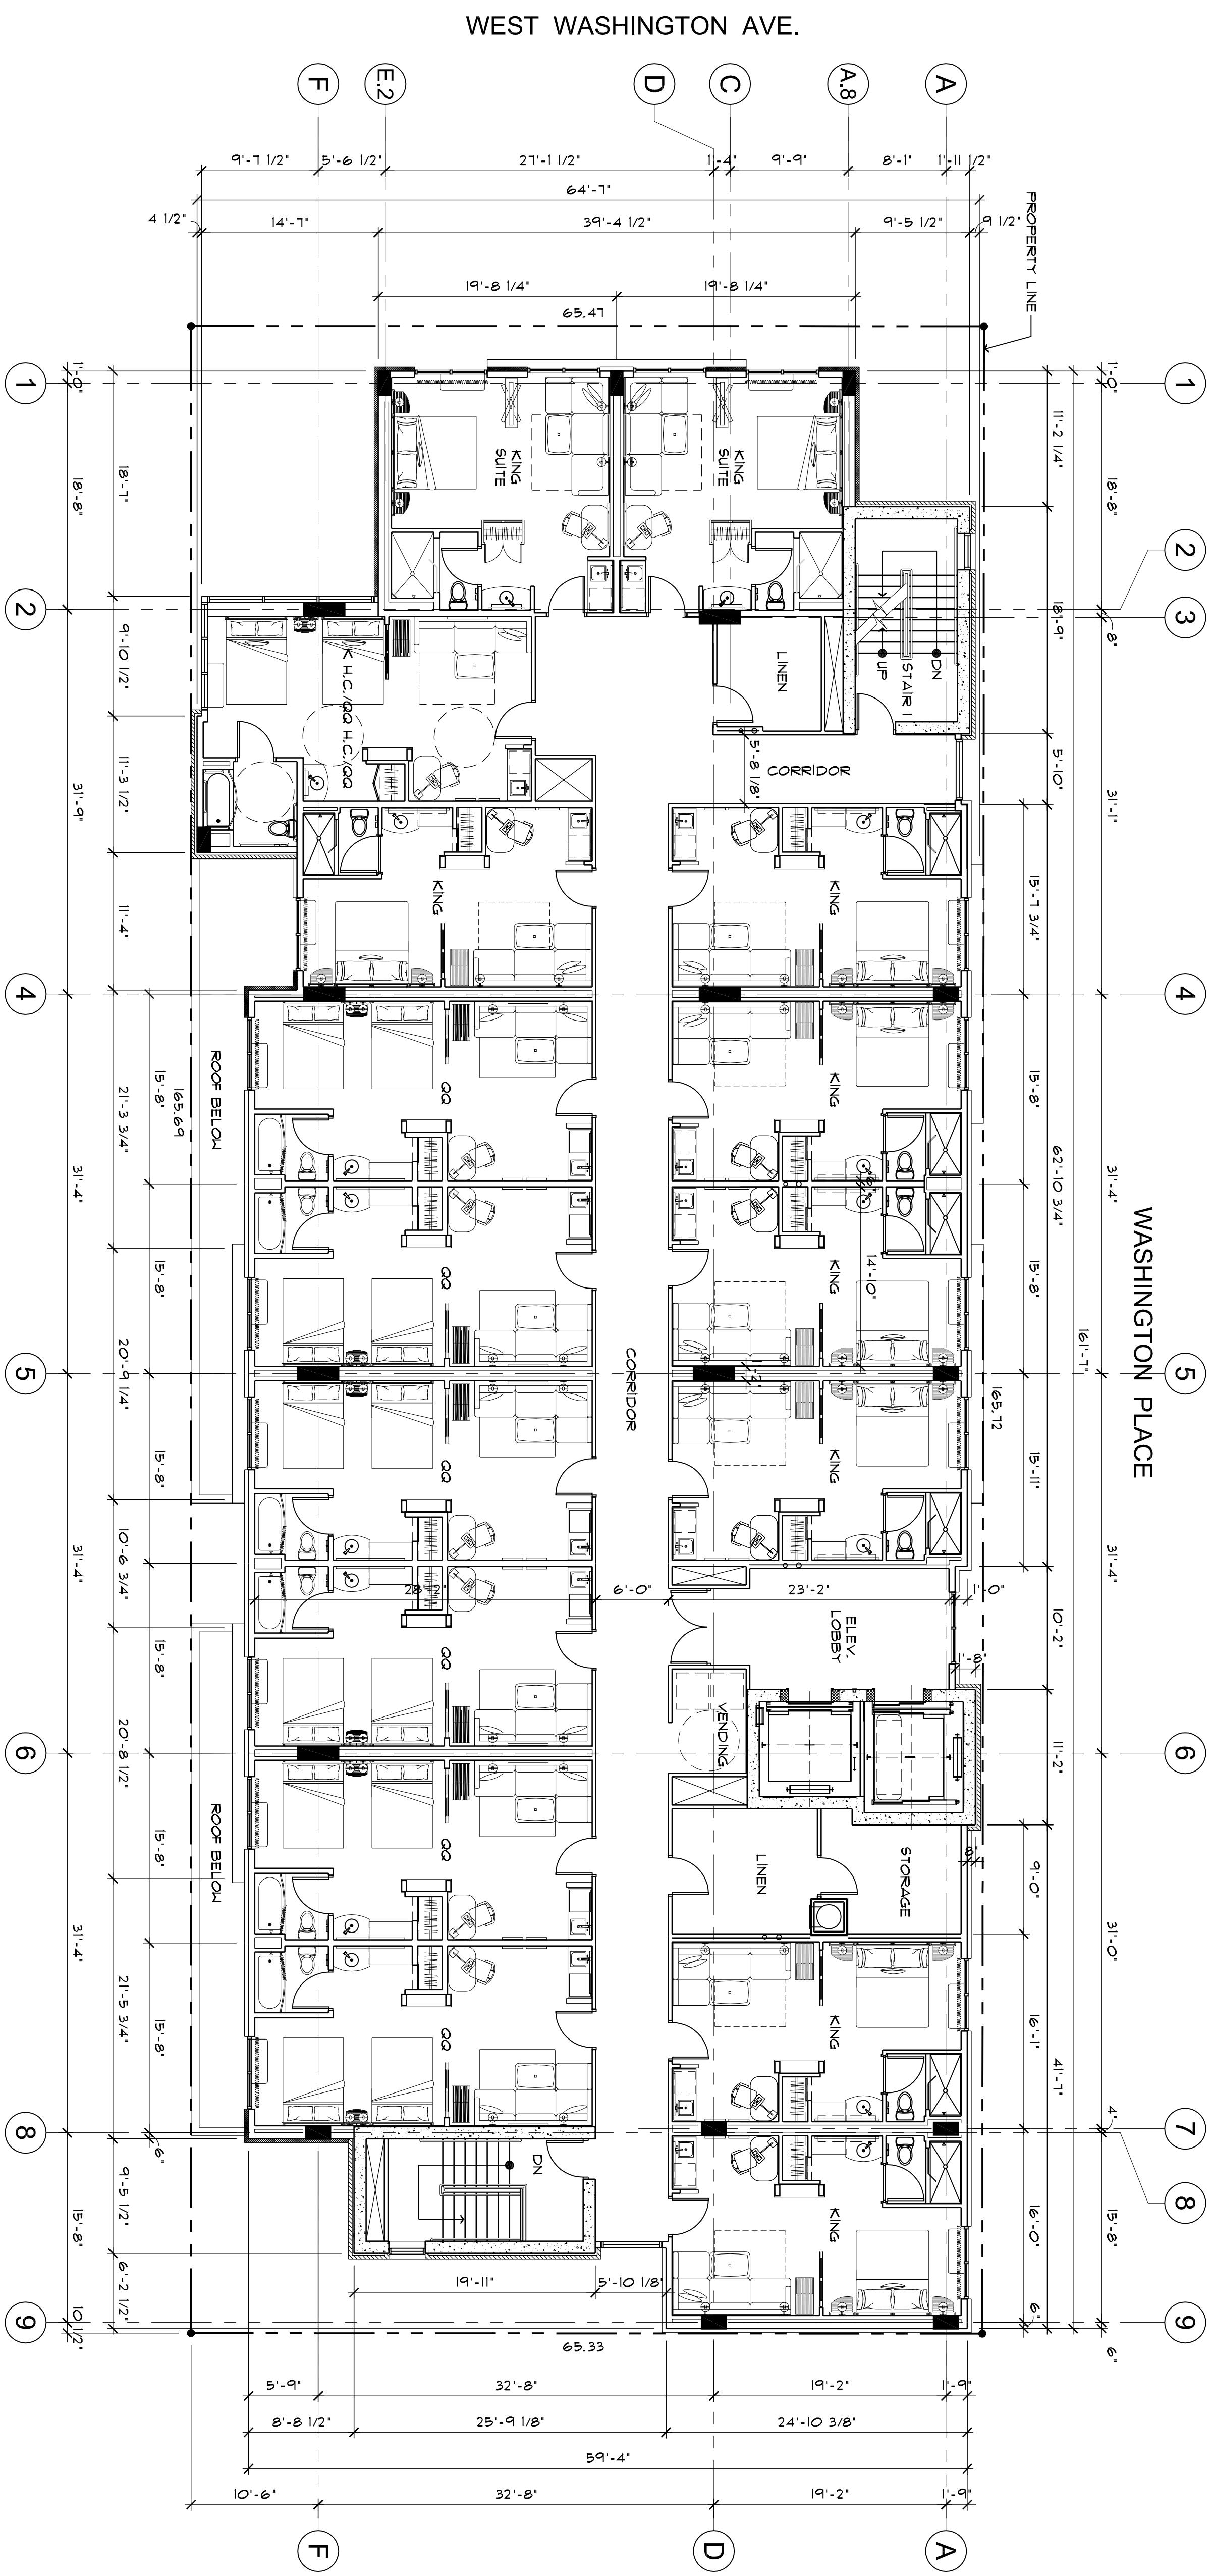 WEST WASHINGTON AVE.
F
E.2
D
C
A.8
A
9'-7 1/2"
5'-6 1/2"
27'-1 1/2"
1'-4"
9'-9"
8'-1"
1'-11 1/2"
64'-7"
4 1/2"
14'-7"
39'-4 1/2"
9'-5 1/2"
9 1/2"
PROPERTY LINE
19'-8 1/4"
19'-8 1/4"
65.47
1
1'-0"
1'-0"
1
11'-2 1/4"
18'-7"
18'-8"
18'-8"
KING
SUITE
KING
SUITE
2
2
3
8"
18'-9"
DN
UP
STAIR 1
LINEN
K H.C./QQ H.C./QQ
9'-10 1/2"
5'-8 1/8"
CORRIDOR
5'-10"
11'-3 1/2"
31'-9"
31'-1"
KING
KING
15'-7 3/4"
11'-4"
4
4
ROOF BELOW
165.69
15'-8"
21'-3 3/4"
QQ
KING
15'-8"
62'-10 3/4"
31'-4"
31'-4"
6"
14'-10"
WASHINGTON PLACE
15'-8"
QQ
KING
15'-8"
161'-7"
20'-9 1/4"
5
CORRIDOR
11'-2"
165.72
5
15'-8"
QQ
KING
15'-11"
10'-6 3/4"
31'-4"
31'-4"
28'-2"
6'-0"
23'-2"
1'-0"
10'-2"
ELEV.
LOBBY
1'-8"
15'-8"
QQ
20'-8 1/2"
VENDING
11'-2"
6
6
ROOF BELOW
15'-8"
QQ
LINEN
STORAGE
8"
9'-0"
31'-4"
31'-0"
15'-8"
21'-5 3/4"
QQ
KING
16'-1"
41'-7"
4"
8
6"
7
DN
9'-5 1/2"
8
15'-8"
KING
16'-0"
15'-8"
6'-2 1/2"
19'-11"
5'-10 1/8"
9
10 1/2"
6"
6"
9
65.33
5'-9"
32'-8"
19'-2"
1'-9"
8'-8 1/2"
25'-9 1/8"
24'-10 3/8"
59'-4"
10'-6"
32'-8"
19'-2"
1'-9"
F
D
A